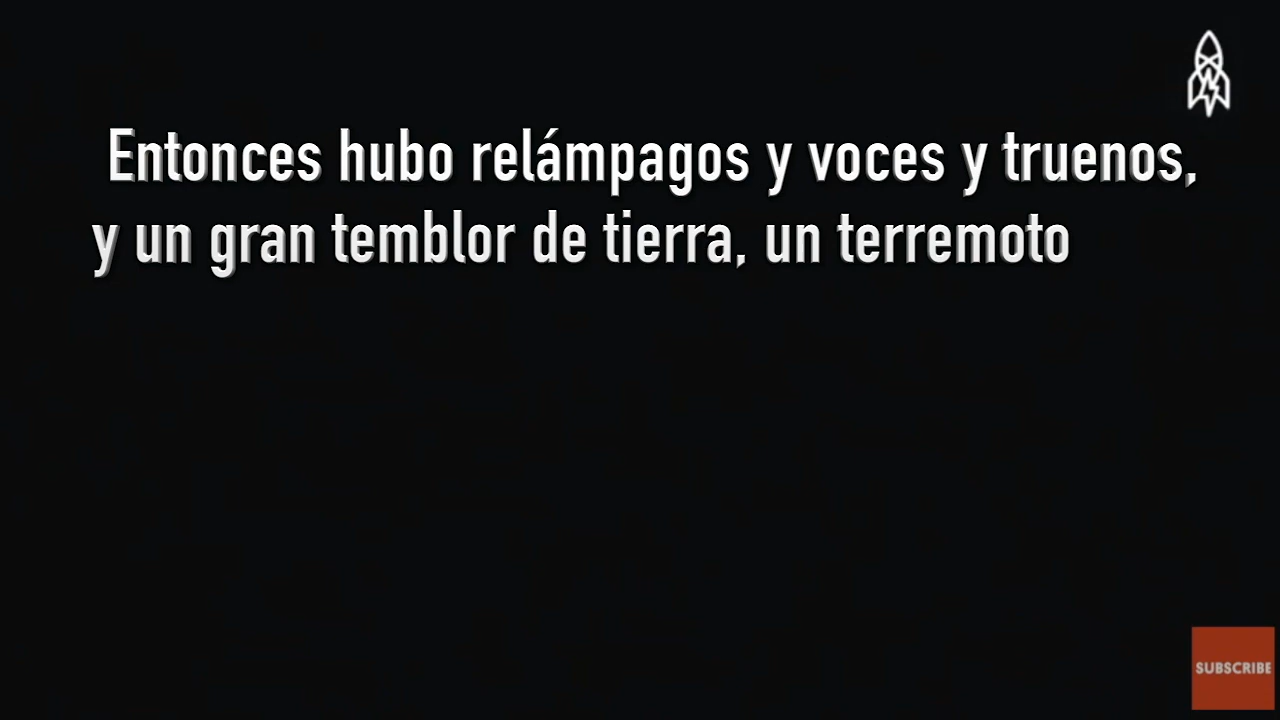 Entonces hubo relámpagos y voces y truenos,
y un gran temblor de tierra, un terremoto
SUBSCRIBE